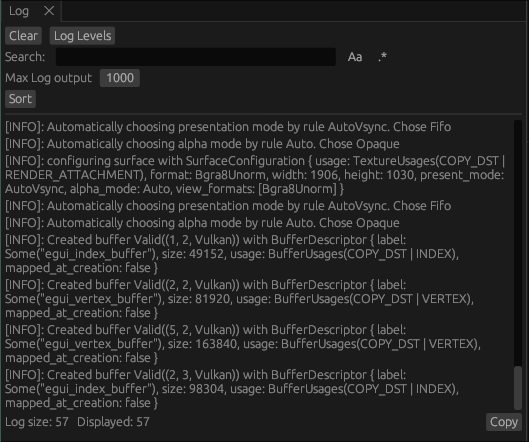 Log
Clear Log Levels
Search: Aa .*
Max Log output 1000
Sort
[INFO]: Automatically choosing presentation mode by rule AutoVsync. Chose Fifo
[INFO]: Automatically choosing alpha mode by rule Auto. Chose Opaque
[INFO]: configuring surface with SurfaceConfiguration { usage: TextureUsages(COPY_DST |
RENDER_ATTACHMENT), format: Bgra8Unorm, width: 1906, height: 1030, present_mode:
AutoVsync, alpha_mode: Auto, view_formats: [Bgra8Unorm] }
[INFO]: Automatically choosing presentation mode by rule AutoVsync. Chose Fifo
[INFO]: Automatically choosing alpha mode by rule Auto. Chose Opaque
[INFO]: Created buffer Valid((1, 2, Vulkan)) with BufferDescriptor { label:
Some("egui_index_buffer"), size: 49152, usage: BufferUsages(COPY_DST | INDEX),
mapped_at_creation: false }
[INFO]: Created buffer Valid((2, 2, Vulkan)) with BufferDescriptor { label:
Some("egui_vertex_buffer"), size: 81920, usage: BufferUsages(COPY_DST | VERTEX),
mapped_at_creation: false }
[INFO]: Created buffer Valid((5, 2, Vulkan)) with BufferDescriptor { label:
Some("egui_vertex_buffer"), size: 163840, usage: BufferUsages(COPY_DST | VERTEX),
mapped_at_creation: false }
[INFO]: Created buffer Valid((2, 3, Vulkan)) with BufferDescriptor { label:
Some("egui_index_buffer"), size: 98304, usage: BufferUsages(COPY_DST | INDEX),
mapped_at_creation: false }
Log size: 57 Displayed: 57 Copy